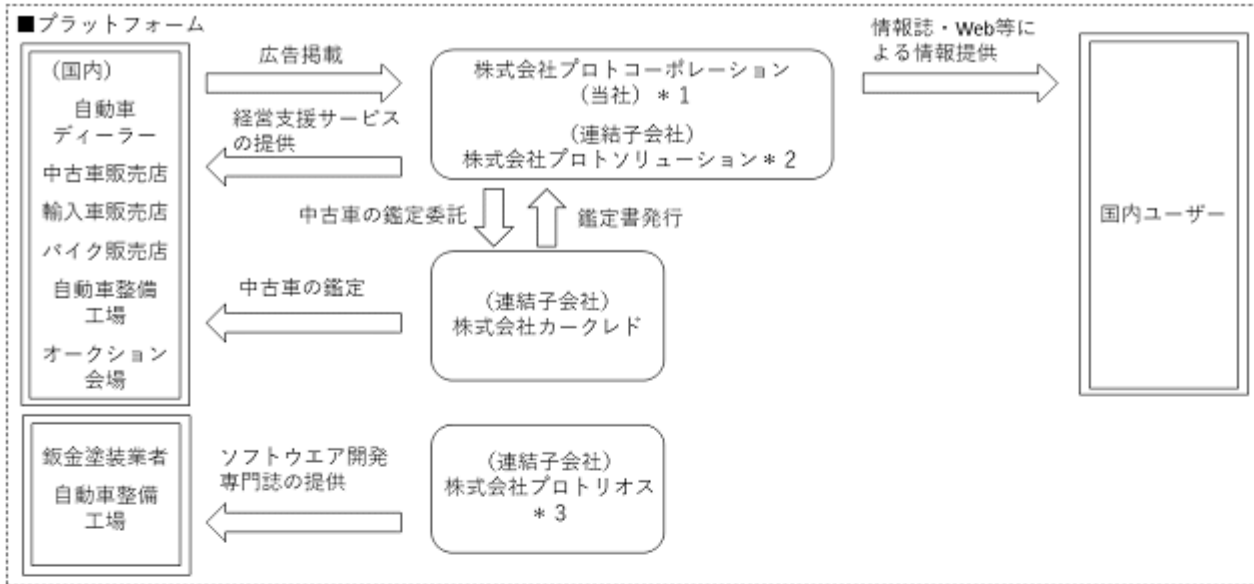 ■プラットフォーム
(国内)
自動車
ディーラー
中古車販売店
輸入車販売店
バイク販売店
自動車整備
工場
オークション
会場
広告掲載
経営支援サービス
の提供
株式会社プロトコーポレーション
(当社)＊1
(連結子会社)
株式会社プロトソリューション＊2
情報誌・Web等に
よる情報提供
国内ユーザー
中古車の鑑定委託
鑑定書発行
中古車の鑑定
(連結子会社)
株式会社カークレド
鈑金塗装業者
自動車整備
工場
ソフトウエア開発
専門誌の提供
(連結子会社)
株式会社プロトリオス
＊3